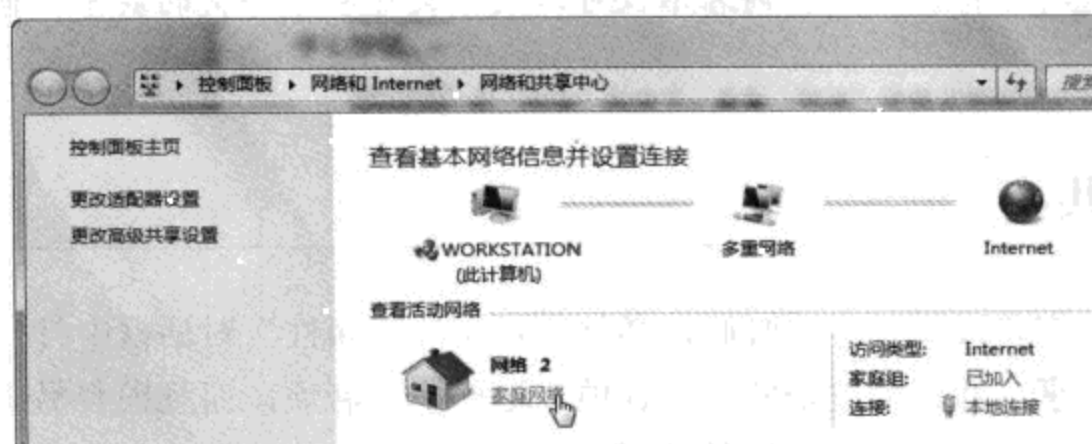 控制面板 ▸ 网络和 Internet ▸ 网络和共享中心
控制面板主页
更改适配器设置
更改高级共享设置
查看基本网络信息并设置连接
WORKSTATION
(此计算机)
多重网络
Internet
查看活动网络
网络 2
家庭网络
访问类型: Internet
家庭组: 已加入
连接: 本地连接